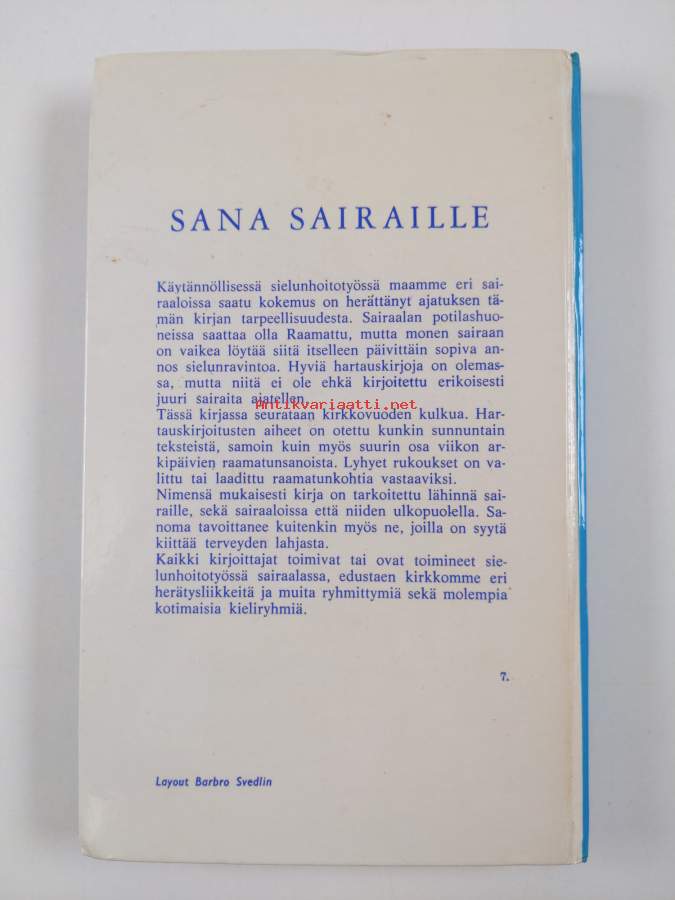 SANA SAIRAILLE
Käytännöllisessä sielunhoitotyössä maamme eri sai-
raaloissa saatu kokemus on herättänyt ajatuksen tä-
män kirjan tarpeellisuudesta. Sairaalan potilashuo-
neissa saattaa olla Raamattu, mutta monen sairaan
on vaikea löytää siitä itselleen päivittäin sopiva an-
nos sielunravintoa. Hyviä hartauskirjoja on olemas-
sa, mutta niitä ei ole ehkä kirjoitettu erikoisesti
juuri sairaita ajatellen.
Antikvariaatti.net
Tässä kirjassa seurataan kirkkovuoden kulkua. Har-
tauskirjoitusten aiheet on otettu kunkin sunnuntain
teksteistä, samoin kuin myös suurin osa viikon ar-
kipäivien raamatunsanoista. Lyhyet rukoukset on va-
littu tai laadittu raamatunkohtia vastaaviksi.
Nimensä mukaisesti kirja on tarkoitettu lähinnä sai-
raille, sekä sairaaloissa että niiden ulkopuolella. Sa-
noma tavoittanee kuitenkin myös ne, joilla on syytä
kiittää terveyden lahjasta.
Kaikki kirjoittajat toimivat tai ovat toimineet sie-
lunhoitotyössä sairaalassa, edustaen kirkkomme eri
herätysliikkeitä ja muita ryhmittymiä sekä molempia
kotimaisia kieliryhmiä.
7.
Layout Barbro Svedlin